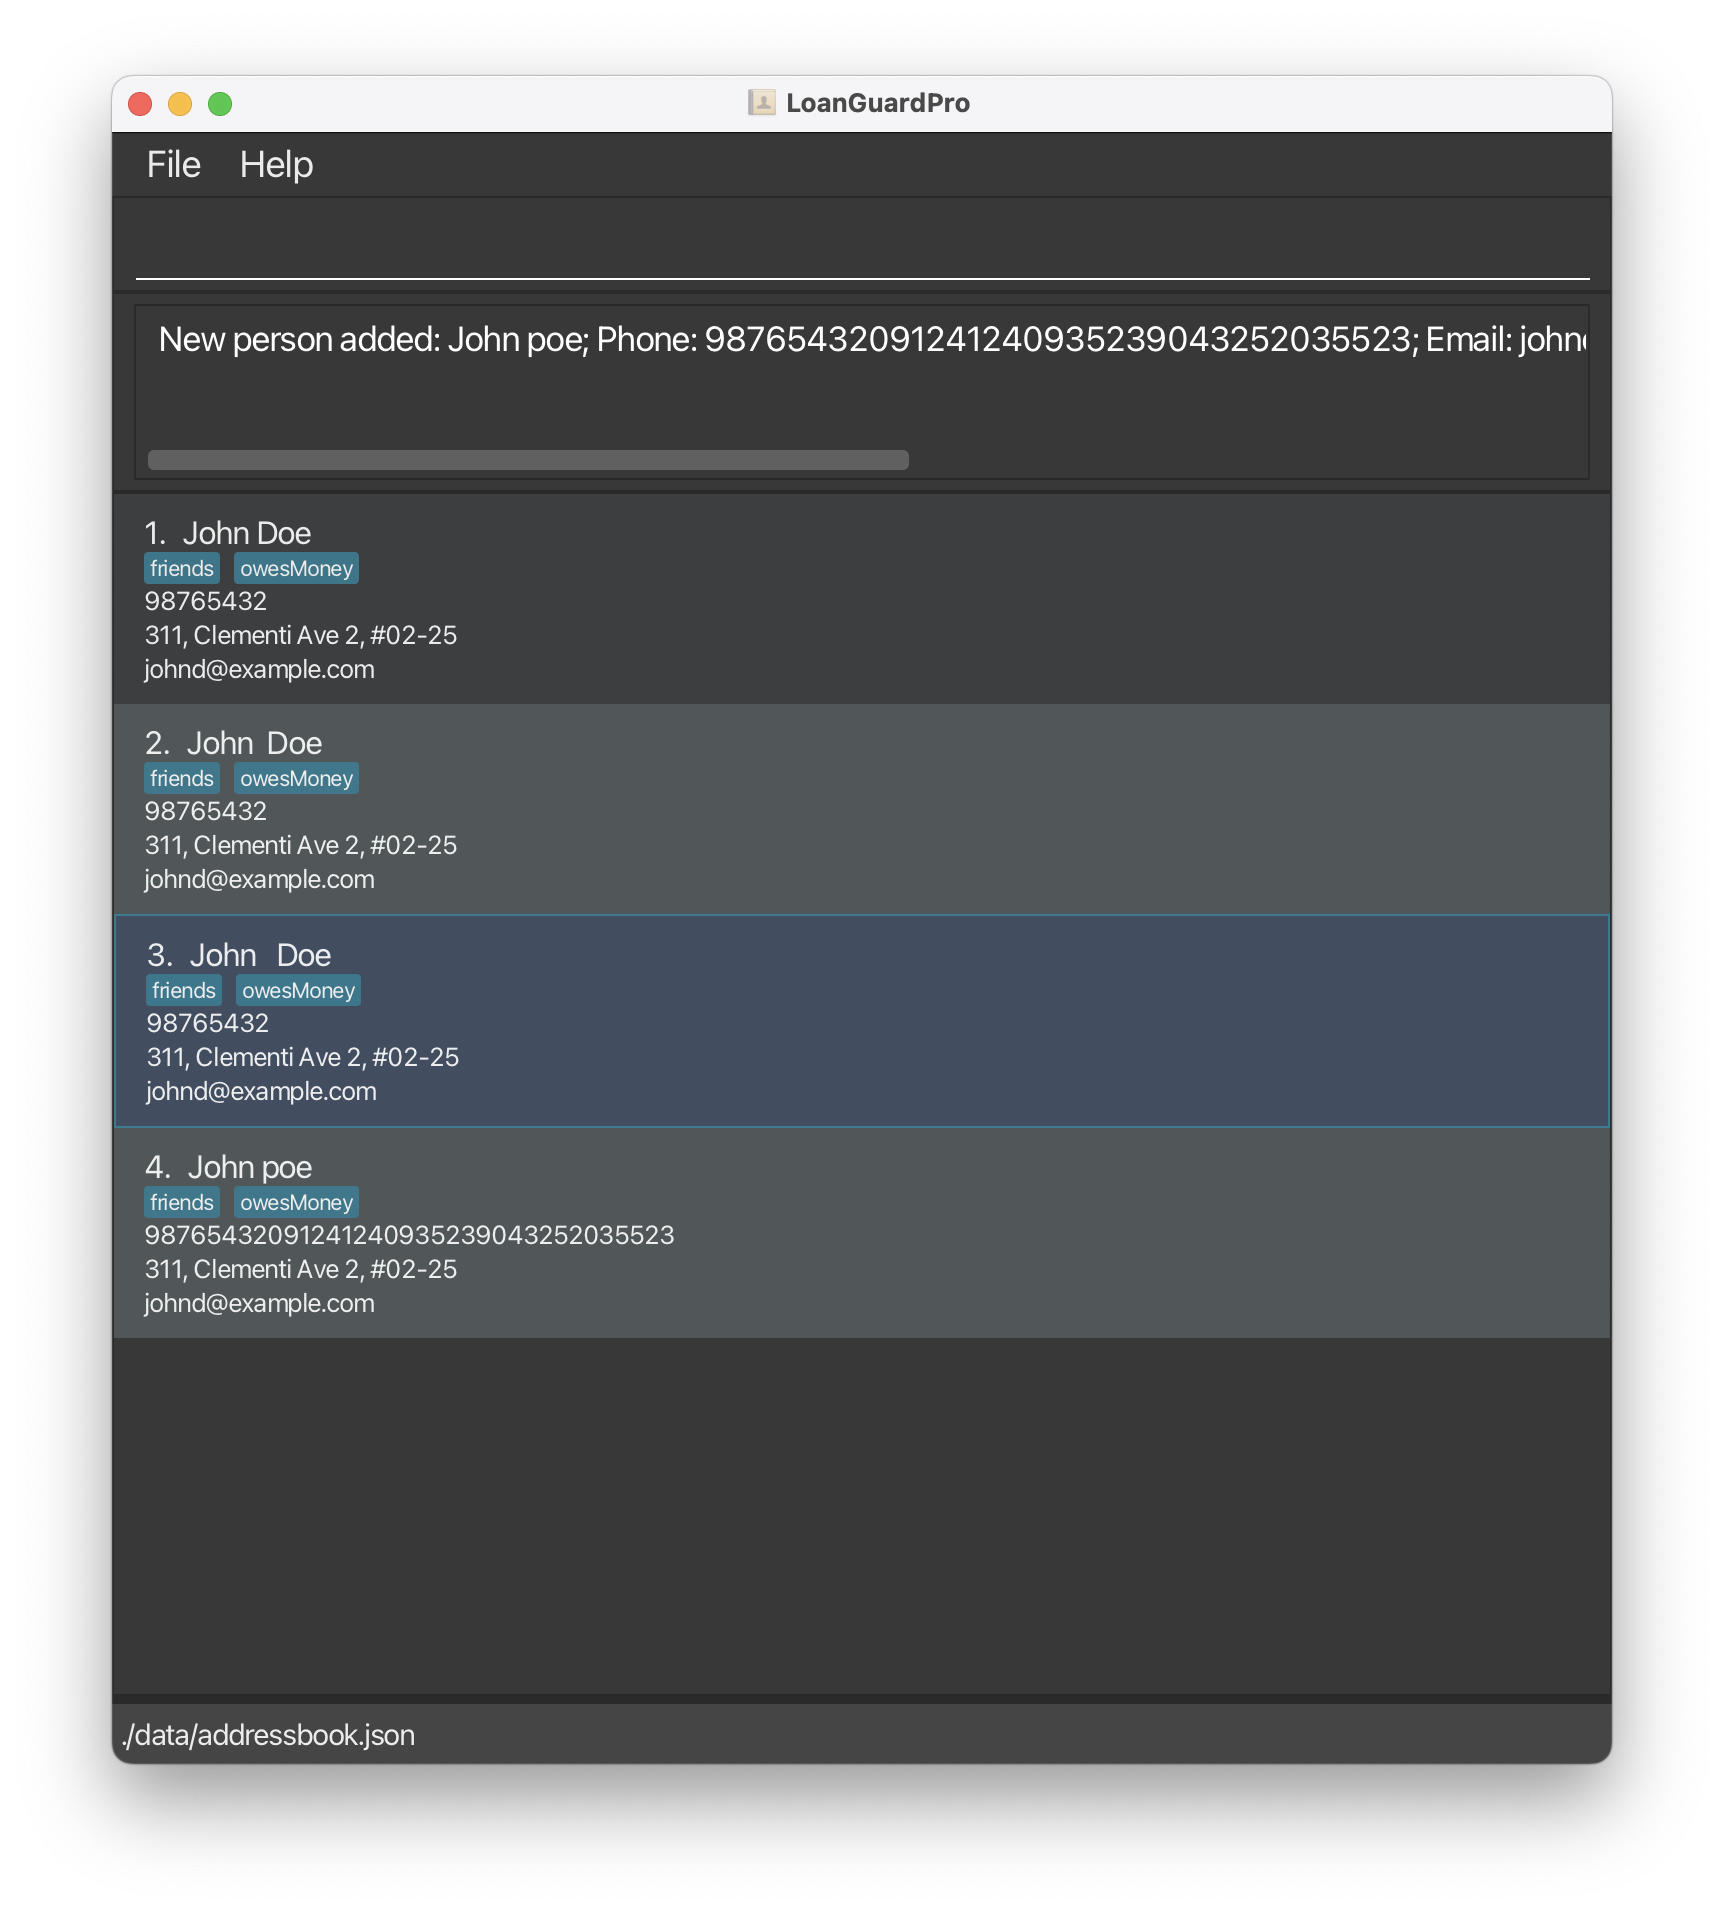 LoanGuardPro
File Help
New person added: John poe; Phone: 98765432091241240935239043252035523; Email: johnd
1. John Doe
friends owesMoney
98765432
311, Clementi Ave 2, #02-25
johnd@example.com
2. John  Doe
friends owesMoney
98765432
311, Clementi Ave 2, #02-25
johnd@example.com
3. John   Doe
friends owesMoney
98765432
311, Clementi Ave 2, #02-25
johnd@example.com
4. John poe
friends owesMoney
98765432091241240935239043252035523
311, Clementi Ave 2, #02-25
johnd@example.com
./data/addressbook.json